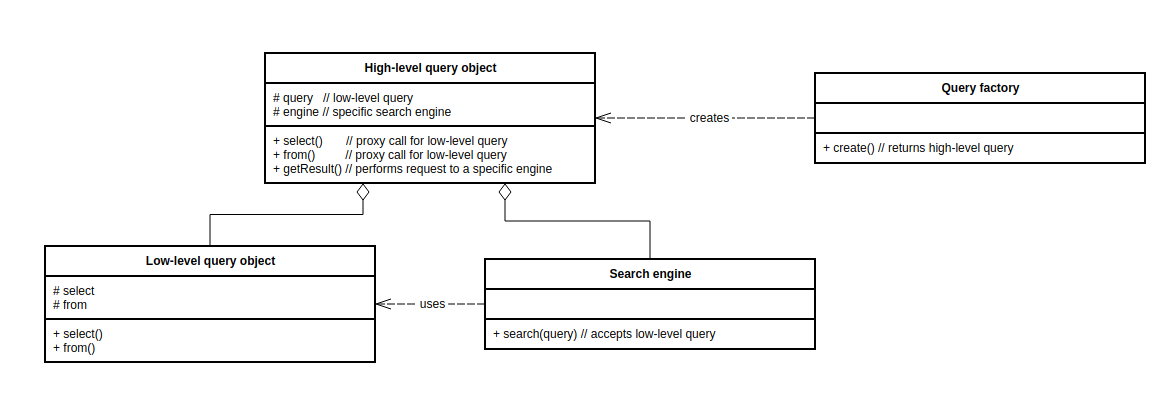 High-level query object
# query // low-level query
# engine // specific search engine
+ select() // proxy call for low-level query
+ from() // proxy call for low-level query
+ getResult() // performs request to a specific engine
creates
Query factory
+ create() // returns high-level query
Low-level query object
# select
# from
+ select()
+ from()
uses
Search engine
+ search(query) // accepts low-level query